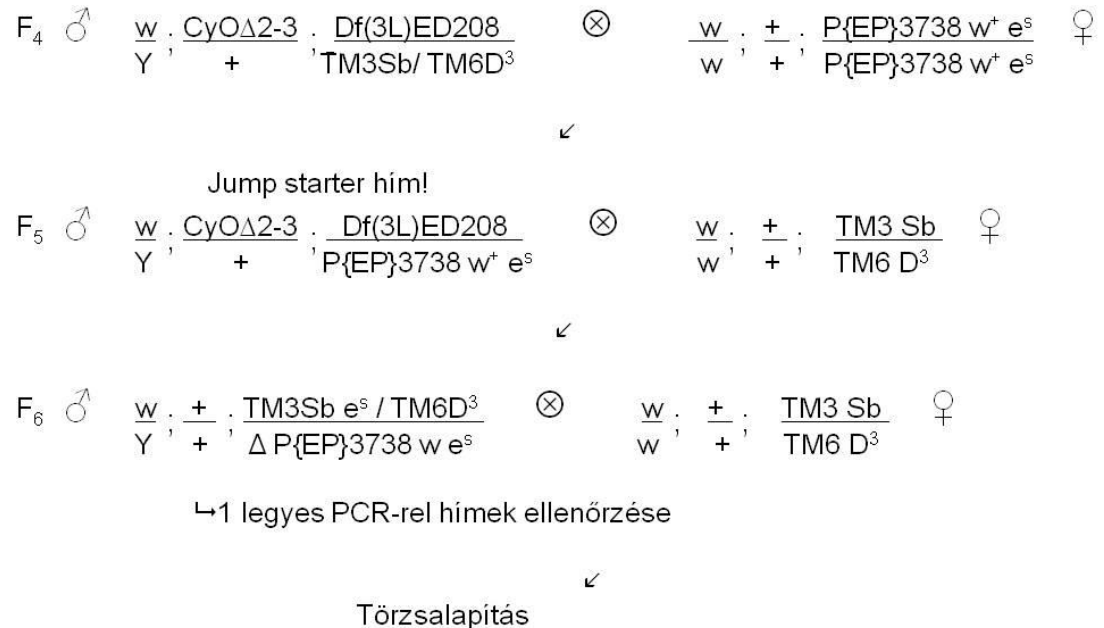 F₄ ♂ w ; CyOΔ2-3 ; Df(3L)ED208 ⊗ w ; + ; P{EP}3738 w⁺ eˢ ♀
Y + TM3Sb/ TM6D³ w + P{EP}3738 w⁺ eˢ
↙
Jump starter hím!
F₅ ♂ w ; CyOΔ2-3 ; Df(3L)ED208 ⊗ w ; + ; TM3 Sb ♀
Y + P{EP}3738 w⁺ eˢ w + TM6 D³
↙
F₆ ♂ w ; + ; TM3Sb eˢ / TM6D³ ⊗ w ; + ; TM3 Sb ♀
Y + Δ P{EP}3738 w eˢ w + TM6 D³
↳1 legyes PCR-rel hímek ellenőrzése
↙
Törzsalapítás